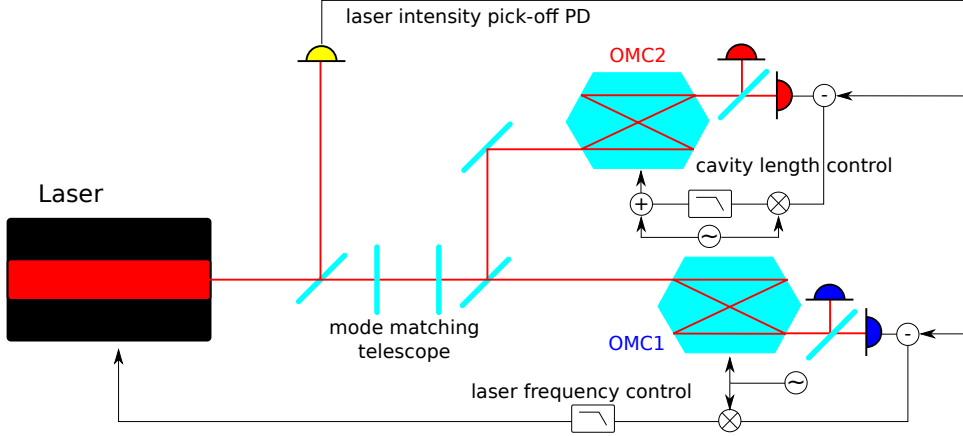 laser intensity pick-off PD
OMC2
-
cavity length control
Laser
+
~
mode matching
telescope
OMC1
-
laser frequency control
~